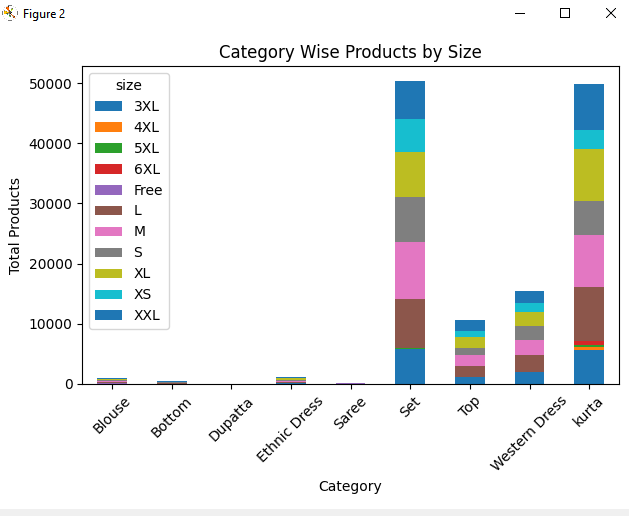 Figure 2
Category Wise Products by Size
size
3XL
4XL
5XL
6XL
Free
L
M
S
XL
XS
XXL
Total Products
50000
40000
30000
20000
10000
0
Blouse
Bottom
Dupatta
Ethnic Dress
Saree
Set
Top
Western Dress
kurta
Category